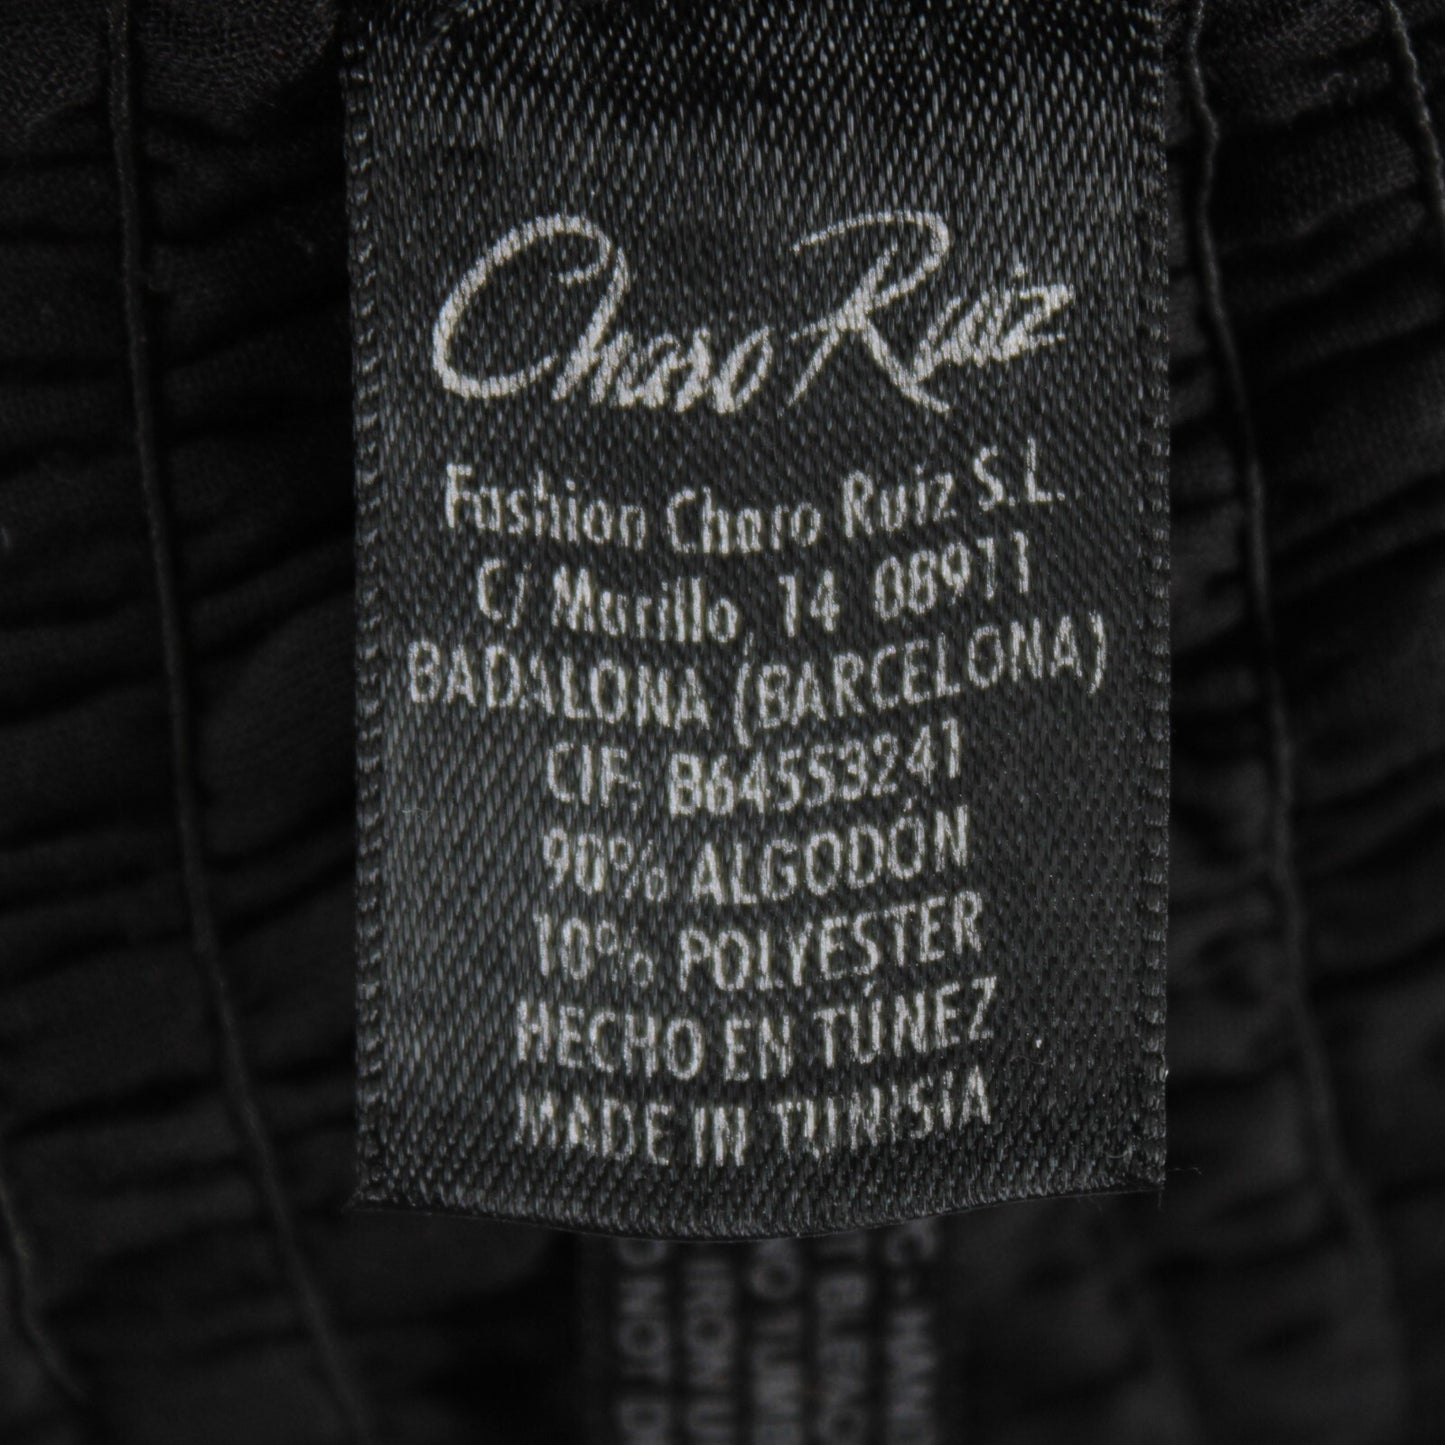 Charo Ruiz
Fashion Charo Ruiz S.L.
C/ Murillo, 14 08911
BADALONA (BARCELONA)
CIF: B64553241
90% ALGODÓN
10% POLYESTER
HECHO EN TÚNEZ
MADE IN TUNISIA